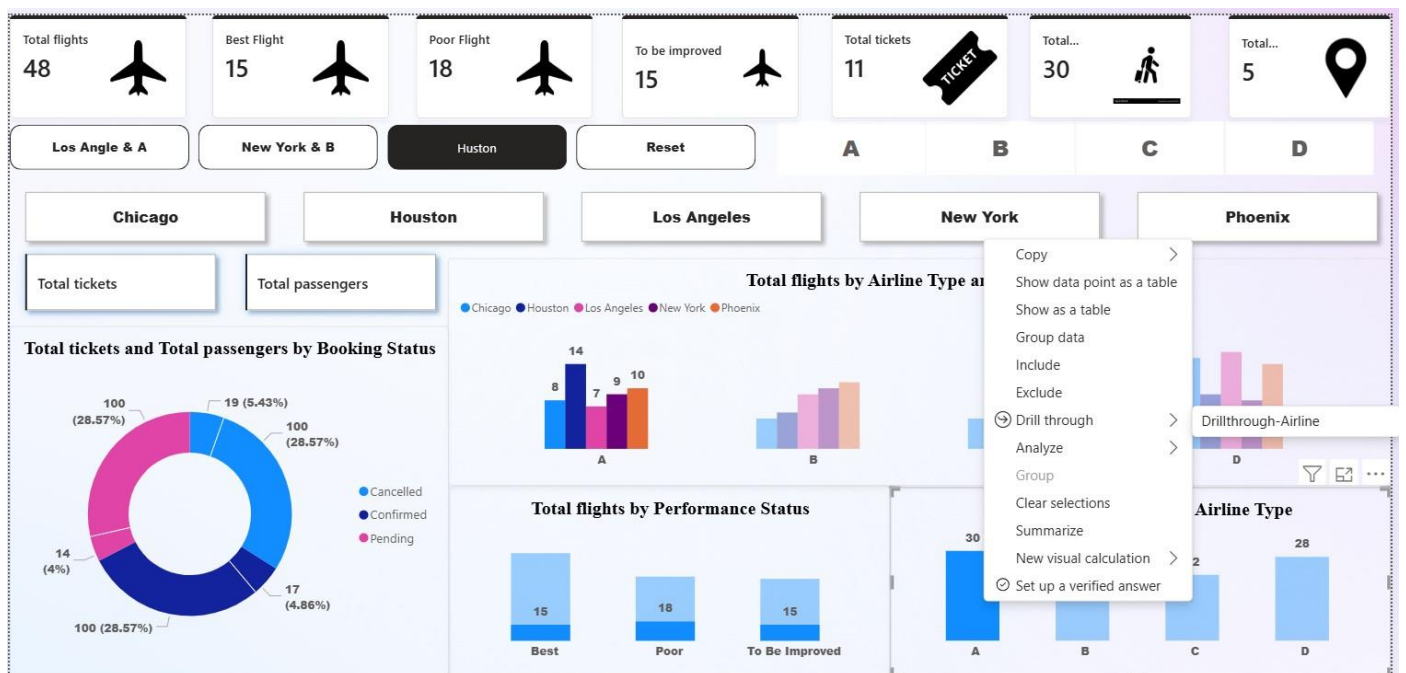 Total flights
48
Best Flight
15
Poor Flight
18
To be improved
15
Total tickets
11
TICKET
Total...
30
Total...
5
Los Angle & A
New York & B
Huston
Reset
A
B
C
D
Chicago
Houston
Los Angeles
New York
Phoenix
Total tickets
Total passengers
Total tickets and Total passengers by Booking Status
100
(28.57%)
19 (5.43%)
100
(28.57%)
14
(4%)
17
(4.86%)
100 (28.57%)
Cancelled
Confirmed
Pending
Total flights by Airline Type
Chicago Houston Los Angeles New York Phoenix
8
14
7
9
10
A
B
D
Total flights by Performance Status
15
18
15
Best
Poor
To Be Improved
Airline Type
30
2
28
A
B
C
D
Copy
Show data point as a table
Show as a table
Group data
Include
Exclude
Drill through
Drillthrough-Airline
Analyze
Group
Clear selections
Summarize
New visual calculation
Set up a verified answer